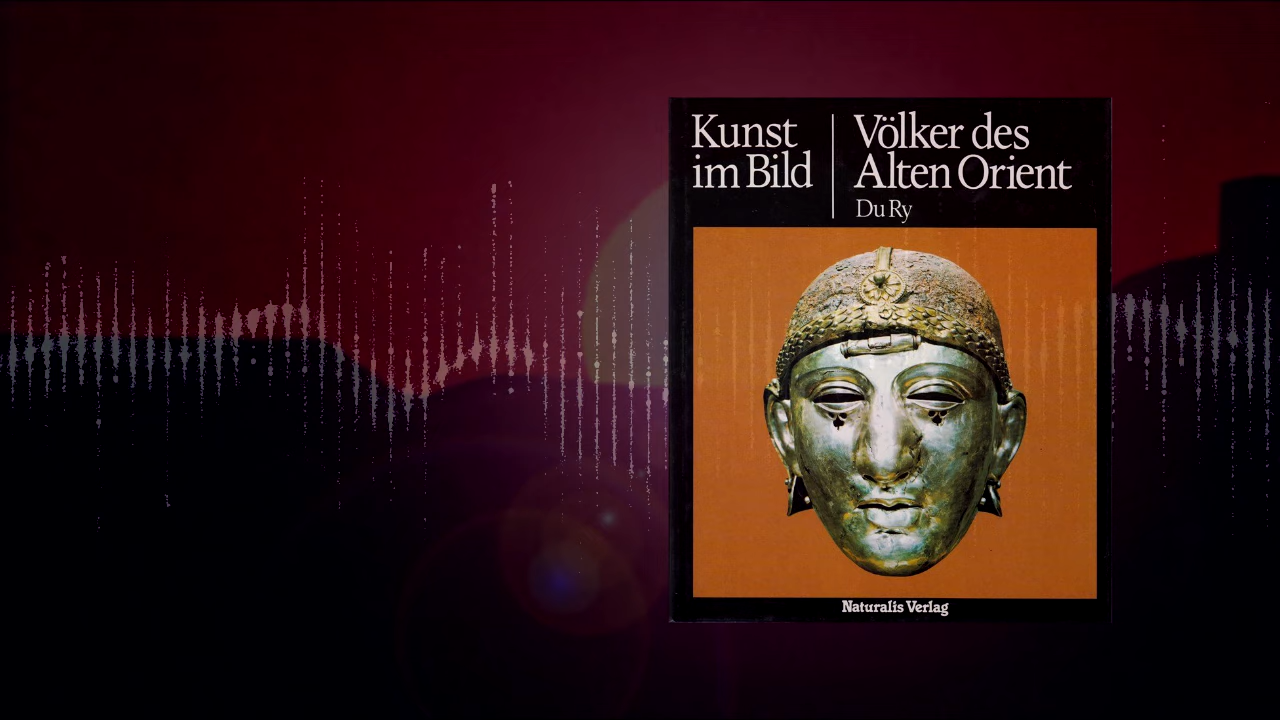 Kunst
im Bild
Völker des
Alten Orient
Du Ry
Naturalis Verlag